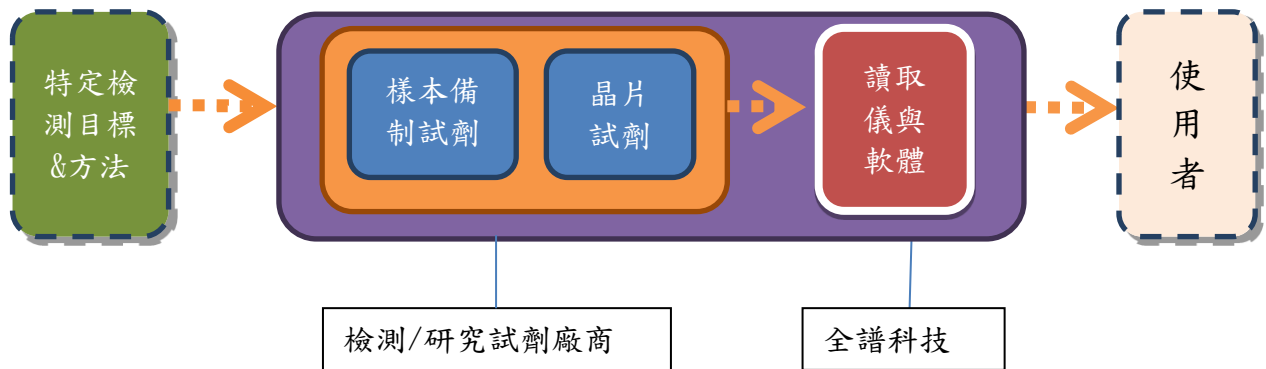 特定檢
測目標
&方法
樣本備
制試劑
晶片
試劑
讀取
儀與
軟體
使
用
者
檢測/研究試劑廠商
全譜科技